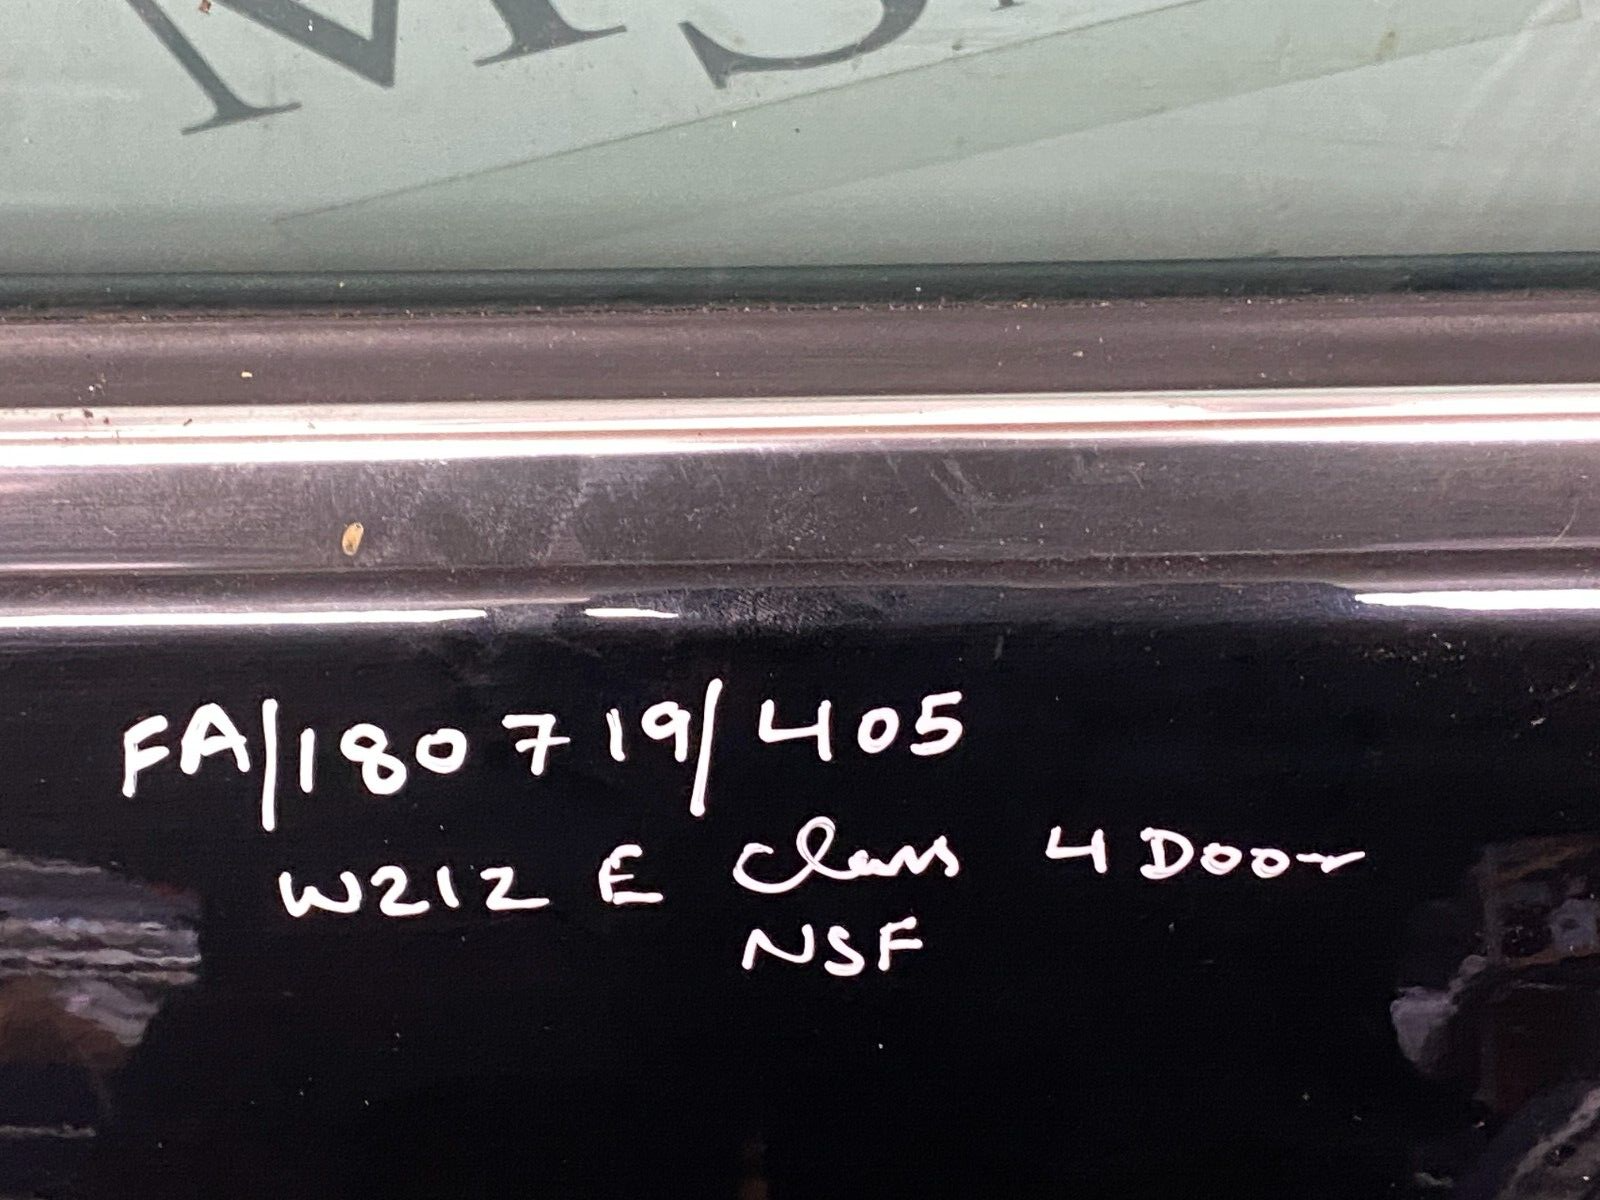 FA/180719/405
W212 E Class 4 Door
NSF